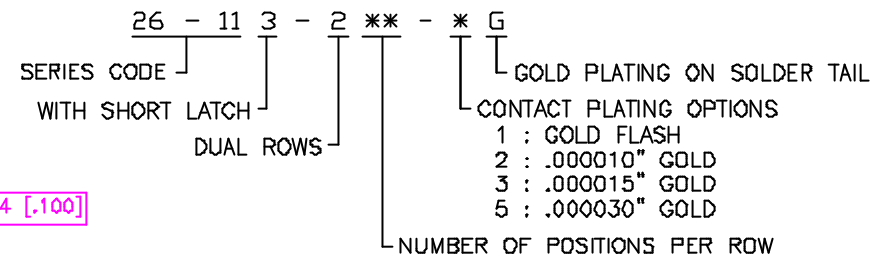 26 - 11 3 - 2 ** - * G
SERIES CODE
GOLD PLATING ON SOLDER TAIL
WITH SHORT LATCH
CONTACT PLATING OPTIONS
DUAL ROWS
1 : GOLD FLASH
2 : .000010" GOLD
3 : .000015" GOLD
5 : .000030" GOLD
4 [.100]
NUMBER OF POSITIONS PER ROW